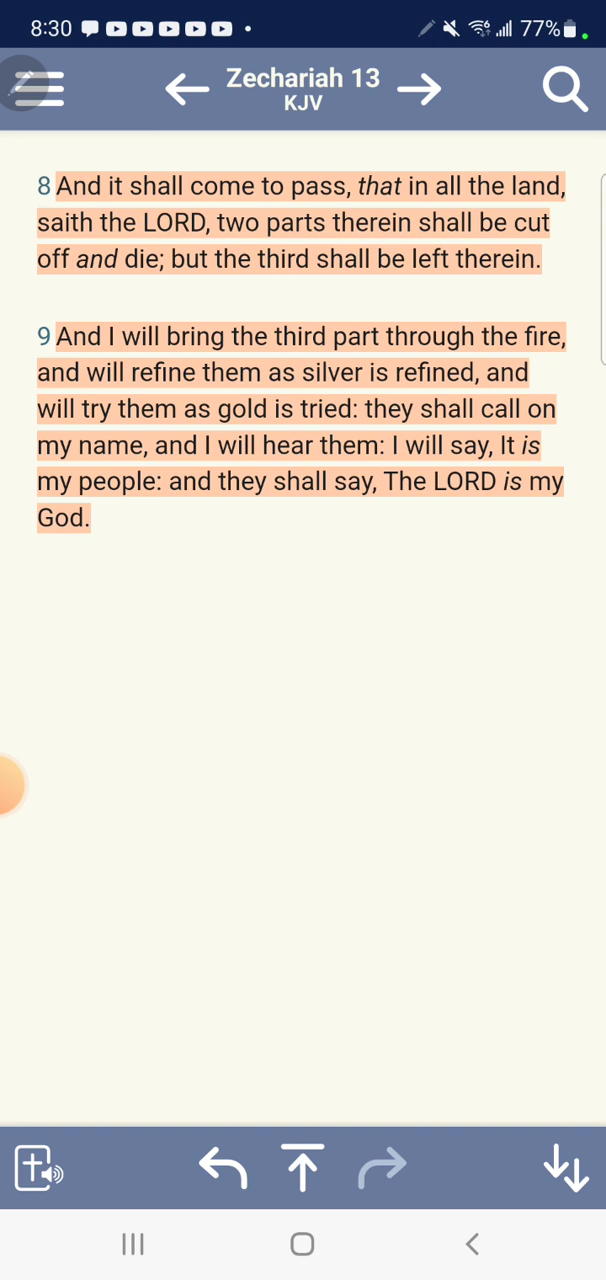 8:30 77%
Zechariah 13
KJV
8 And it shall come to pass, that in all the land,
saith the LORD, two parts therein shall be cut
off and die; but the third shall be left therein.
9 And I will bring the third part through the fire,
and will refine them as silver is refined, and
will try them as gold is tried: they shall call on
my name, and I will hear them: I will say, It is
my people: and they shall say, The LORD is my
God.